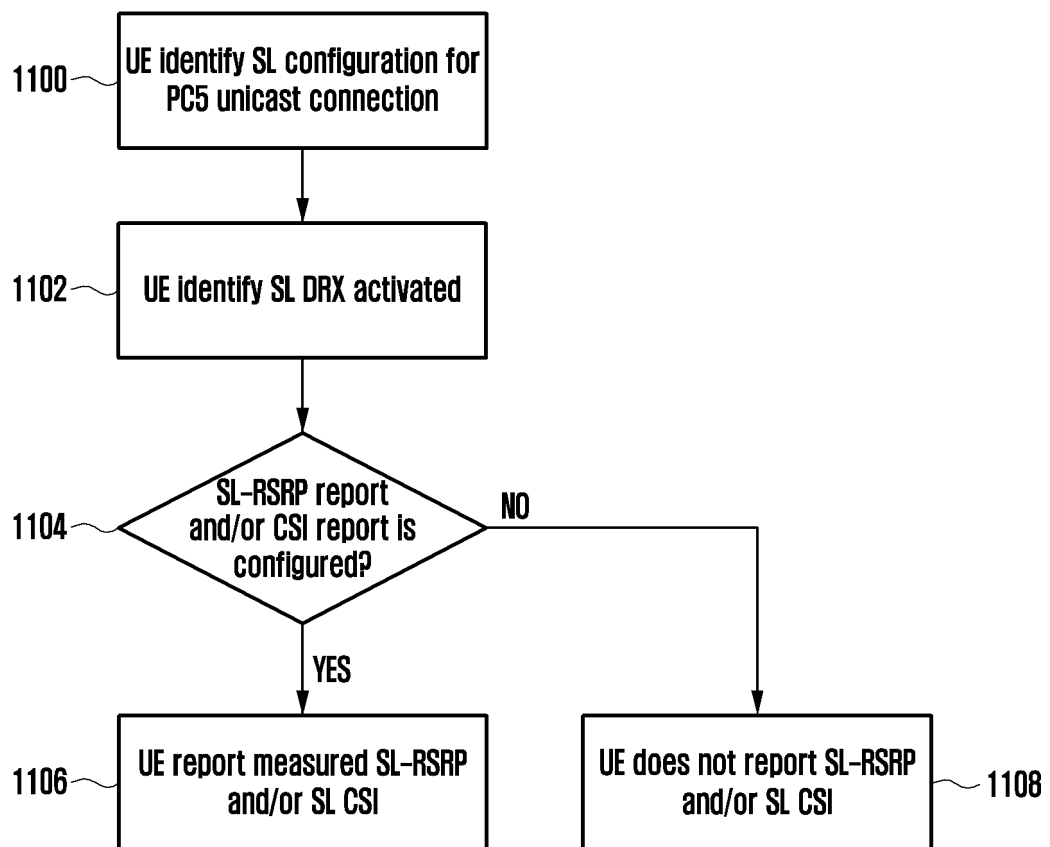 1100
UE identify SL configuration for
PC5 unicast connection
1102
UE identify SL DRX activated
1104
SL-RSRP report
and/or CSI report is
configured?
NO
YES
1106
UE report measured SL-RSRP
and/or SL CSI
UE does not report SL-RSRP
and/or SL CSI
1108